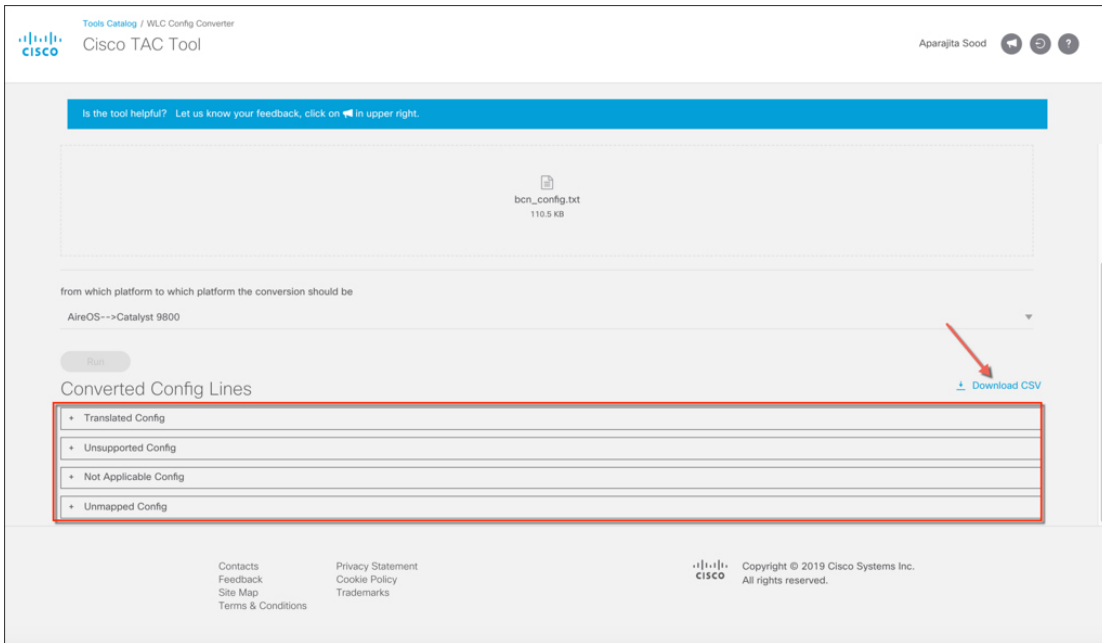 Tools Catalog / WLC Config Converter
CISCO
Cisco TAC Tool
Aparajita Sood
?
Is the tool helpful? Let us know your feedback, click on in upper right.
bcn_config.txt
110.5 KB
from which platform to which platform the conversion should be
AireOS-->Catalyst 9800
Run
Converted Config Lines
Download CSV
+ Translated Config
+ Unsupported Config
+ Not Applicable Config
+ Unmapped Config
Contacts
Feedback
Site Map
Terms & Conditions
Privacy Statement
Cookie Policy
Trademarks
CISCO
Copyright © 2019 Cisco Systems Inc.
All rights reserved.